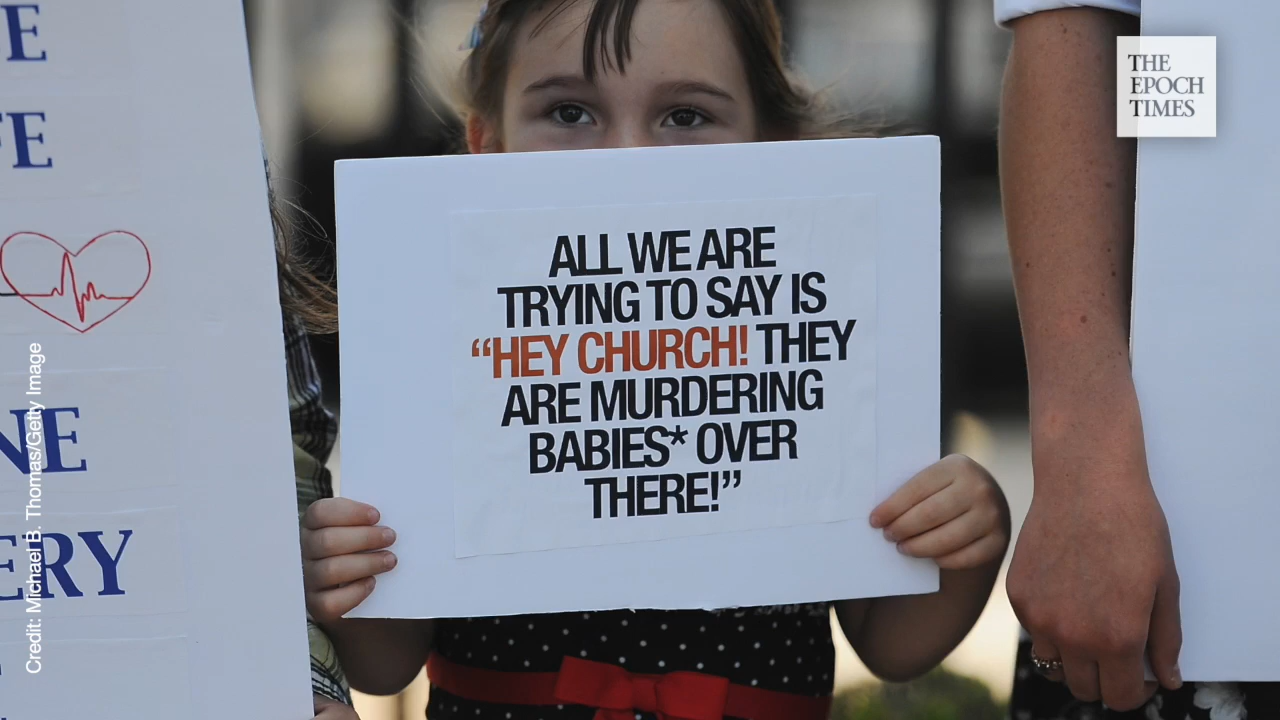 E
FE
NE
ERY
Credit: Michael B. Thomas/Getty Image
ALL WE ARE
TRYING TO SAY IS
“HEY CHURCH! THEY
ARE MURDERING
BABIES* OVER
THERE!”
THE
EPOCH
TIMES